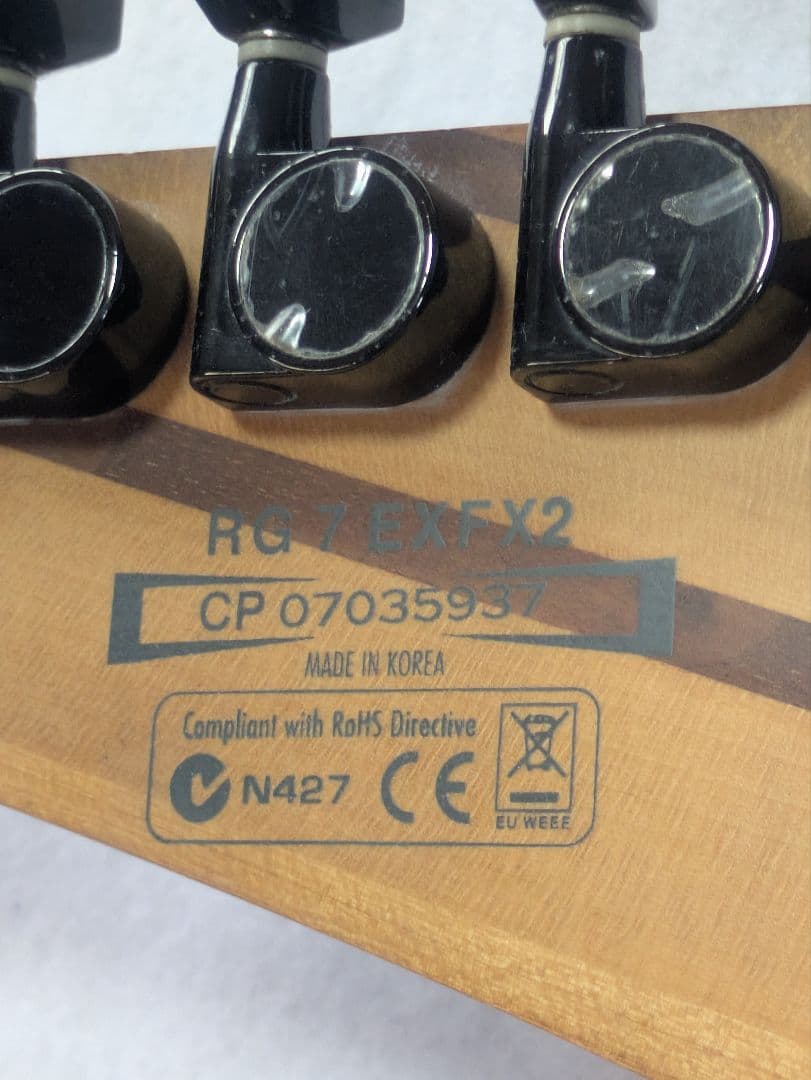 RG 7 EXFX2
CP 07035937
MADE IN KOREA
Compliant with RoHS Directive
N427 CE
EU WEEE